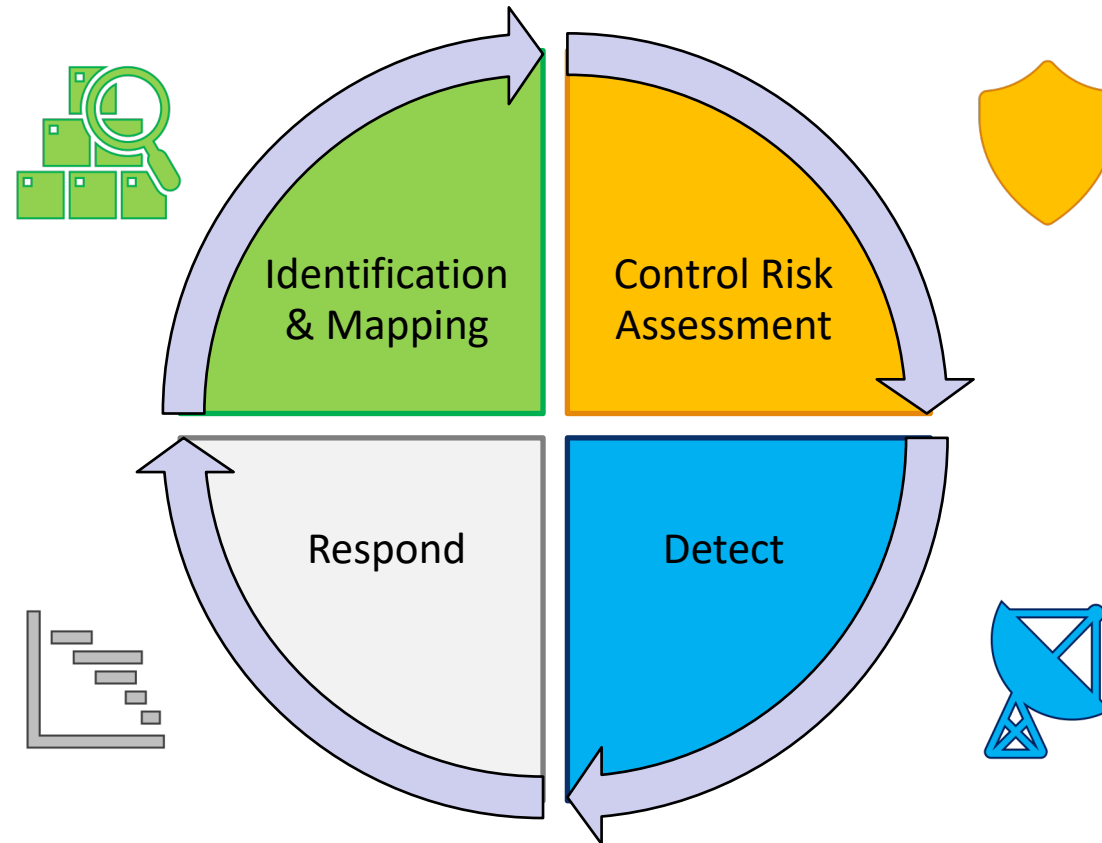 Identification
& Mapping
Control Risk
Assessment
Respond
Detect